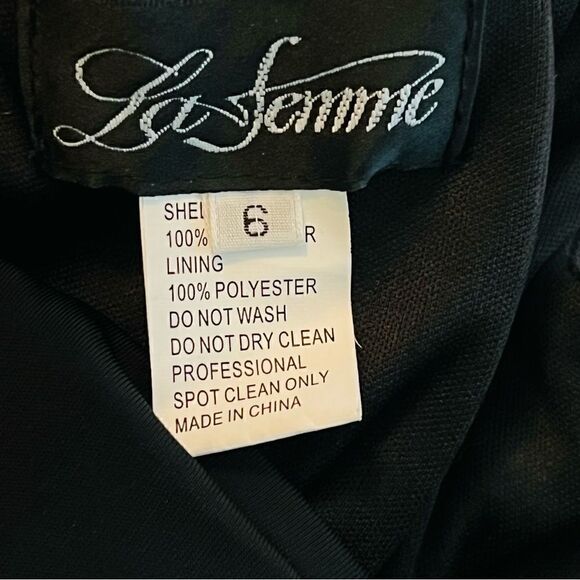 La Femme
6
SHEL
100% R
LINING
100% POLYESTER
DO NOT WASH
DO NOT DRY CLEAN
PROFESSIONAL
SPOT CLEAN ONLY
MADE IN CHINA